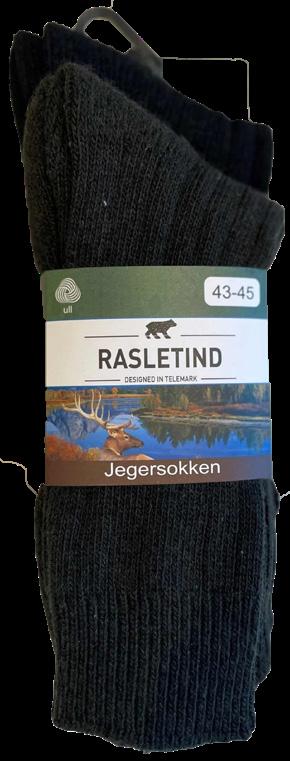 43-45
ull
RASLETIND
DESIGNED IN TELEMARK
Jegersokken